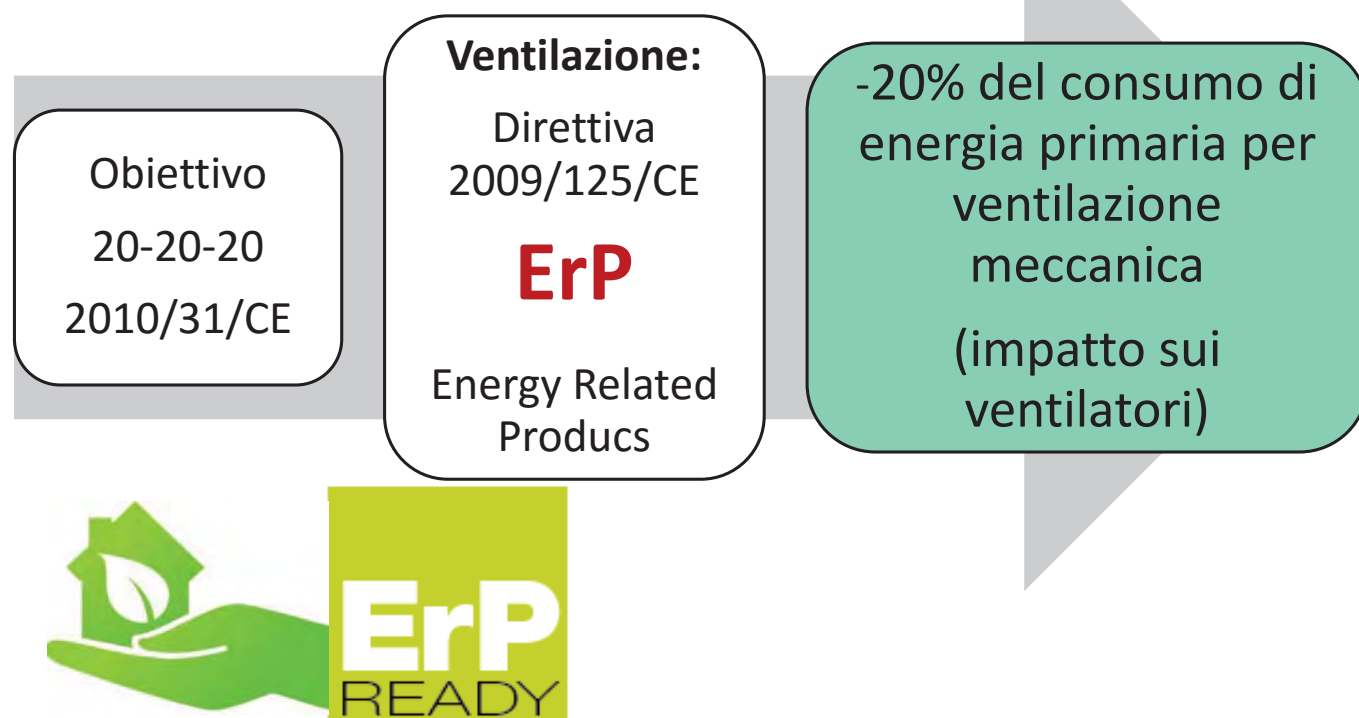 Obiettivo
20-20-20
2010/31/CE
Ventilazione:
Direttiva
2009/125/CE
ErP
Energy Related
Producs
-20% del consumo di
energia primaria per
ventilazione
meccanica
(impatto sui
ventilatori)
ErP
READY